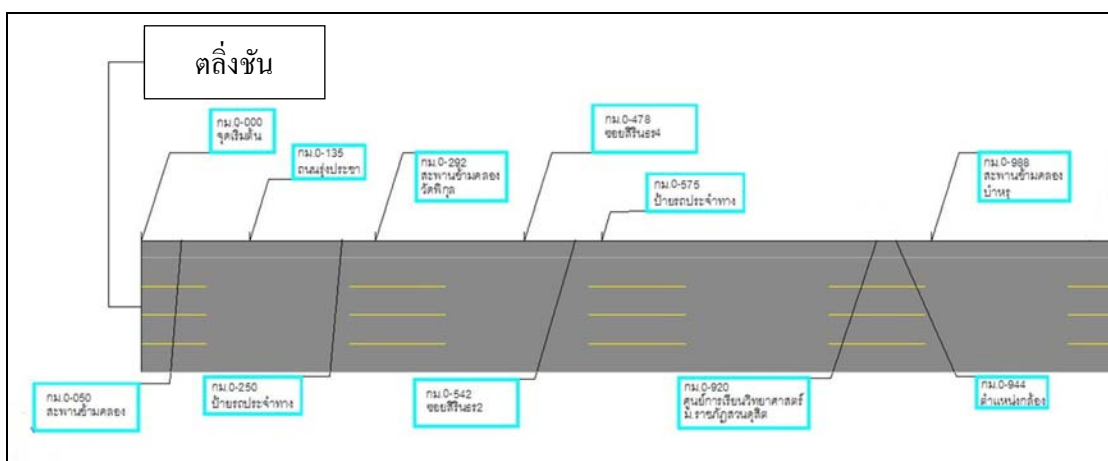 ตลิ่งชัน
กม.0-000
จุดเริ่มต้น
กม.0-135
ถนนรุ่งประชา
กม.0-292
สะพานข้ามคลอง
วัดพิกุล
กม.0-478
ซอยสิรินธร4
กม.0-575
ป้ายรถประจำทาง
กม.0-988
สะพานข้ามคลอง
บำหรุ
กม.0-050
สะพานข้ามคลอง
กม.0-250
ป้ายรถประจำทาง
กม.0-542
ซอยสิรินธร2
กม.0-920
ศูนย์การเรียนวิทยาศาสตร์
ม.ราชภัฏสวนดุสิต
กม.0-944
ตำแหน่งกล้อง